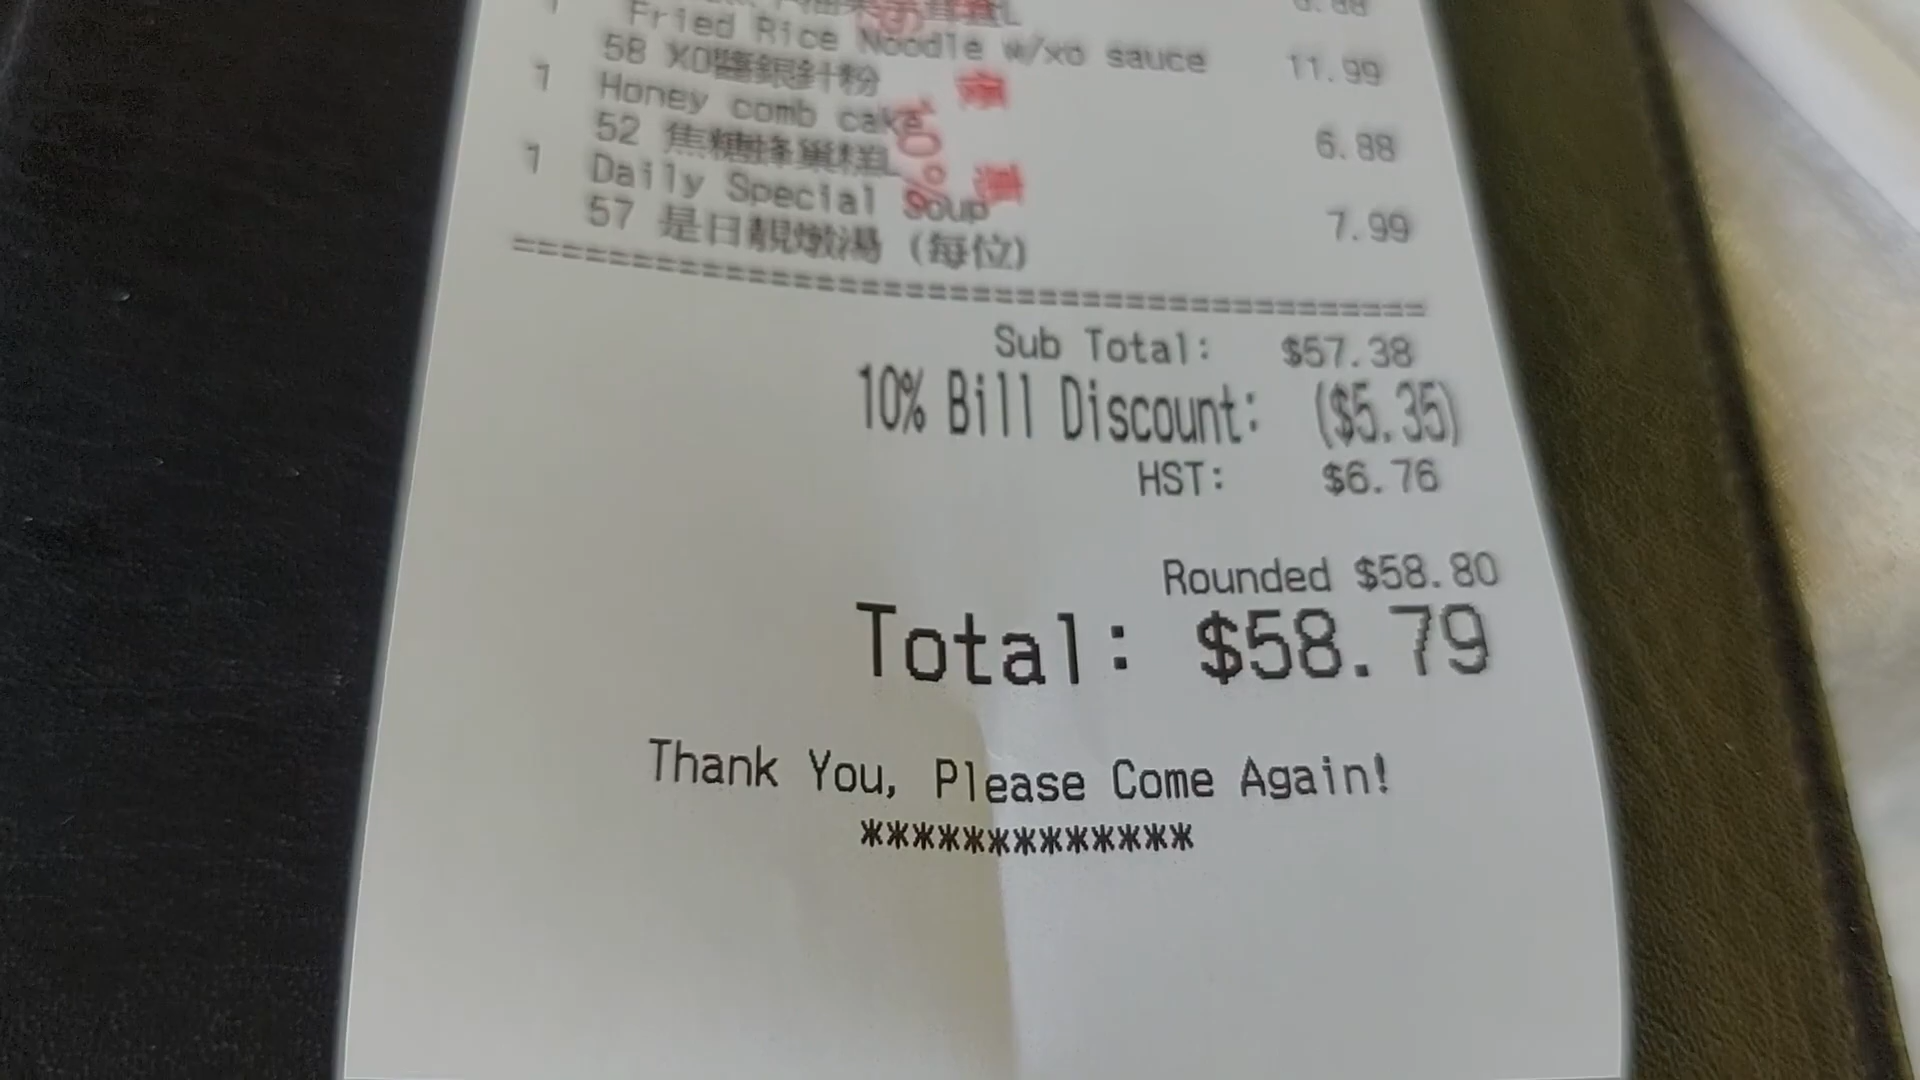 1 Fried Rice Noodle w/xo sauce 11.99
58 XO醬銀針粉
1 Honey comb cake 6.88
52 焦糖蜂巢糕L
1 Daily Special Soup 7.99
57 是日靚燉湯 (每位)
======================================
Sub Total: $57.38
10% Bill Discount: ($5.35)
HST: $6.76
Rounded $58.80
Total: $58.79
Thank You, Please Come Again!
*************